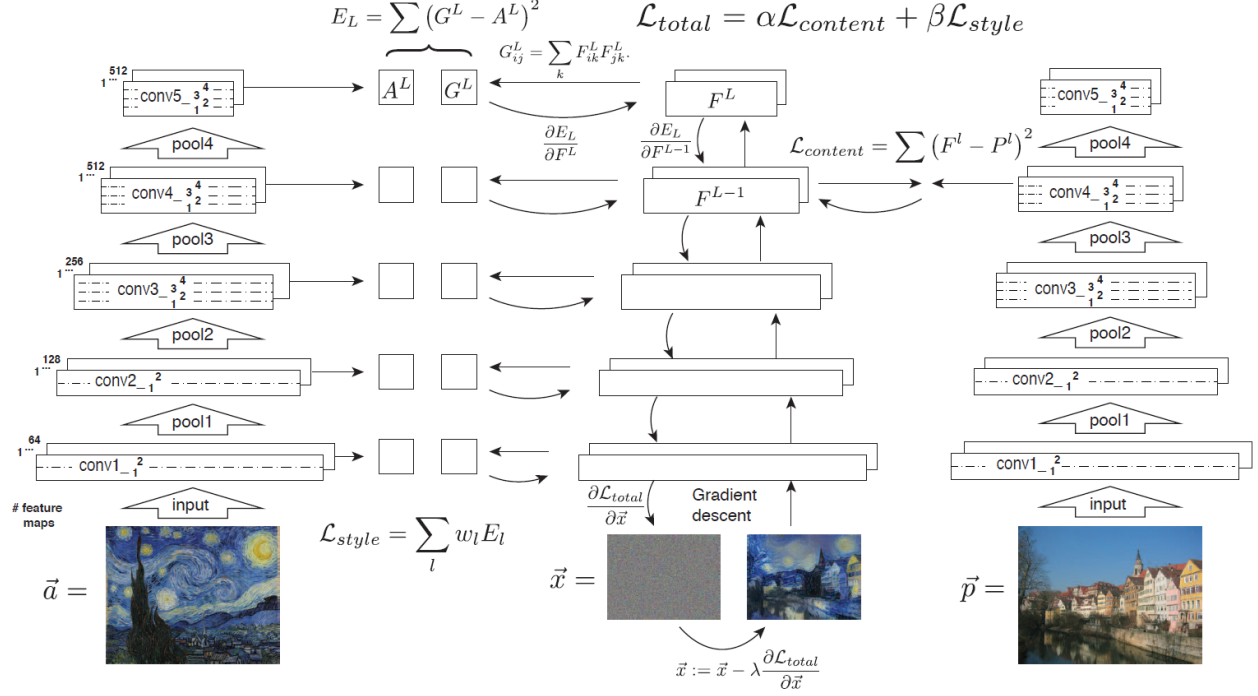 E_L = ∑ (G^L − A^L)^2
ℒ_total = αℒ_content + βℒ_style
G^L_ij = ∑_k F^L_ik F^L_jk.
1 ... 512
conv5_ 1 2 3 4
A^L
G^L
F^L
conv5_ 1 2 3 4
pool4
∂E_L/∂F^L
∂E_L/∂F^{L−1}
ℒ_content = ∑ (F^l − P^l)^2
pool4
1 ... 512
conv4_ 1 2 3 4
F^{L−1}
conv4_ 1 2 3 4
pool3
pool3
1 ... 256
conv3_ 1 2 3 4
conv3_ 1 2 3 4
pool2
pool2
1 ... 128
conv2_ 1 2
conv2_ 1 2
pool1
pool1
1 ... 64
conv1_ 1 2
conv1_ 1 2
# feature
maps
input
ℒ_style = ∑_l w_l E_l
∂ℒ_total/∂x⃗
Gradient
descent
input
a⃗ =
x⃗ =
p⃗ =
x⃗ := x⃗ − λ ∂ℒ_total/∂x⃗